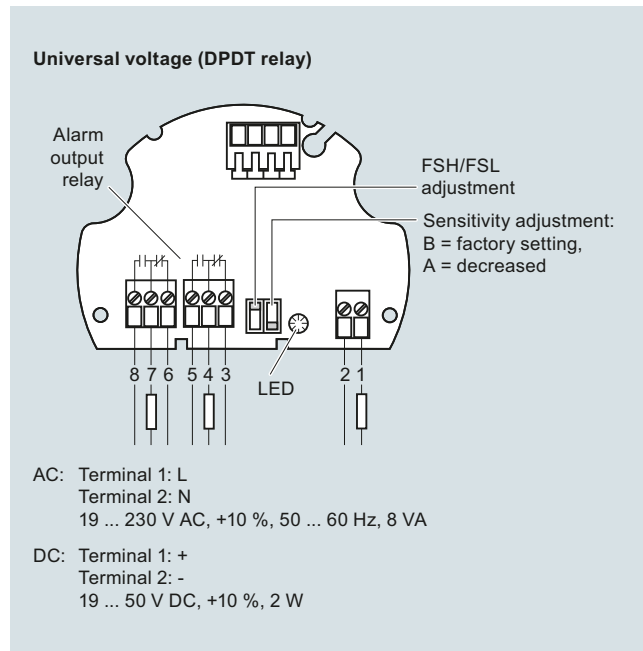 Universal voltage (DPDT relay)
Alarm
output
relay
FSH/FSL
adjustment
Sensitivity adjustment:
B = factory setting,
A = decreased
8 7 6 5 4 3
LED
2 1
AC: Terminal 1: L
Terminal 2: N
19 ... 230 V AC, +10 %, 50 ... 60 Hz, 8 VA
DC: Terminal 1: +
Terminal 2: -
19 ... 50 V DC, +10 %, 2 W